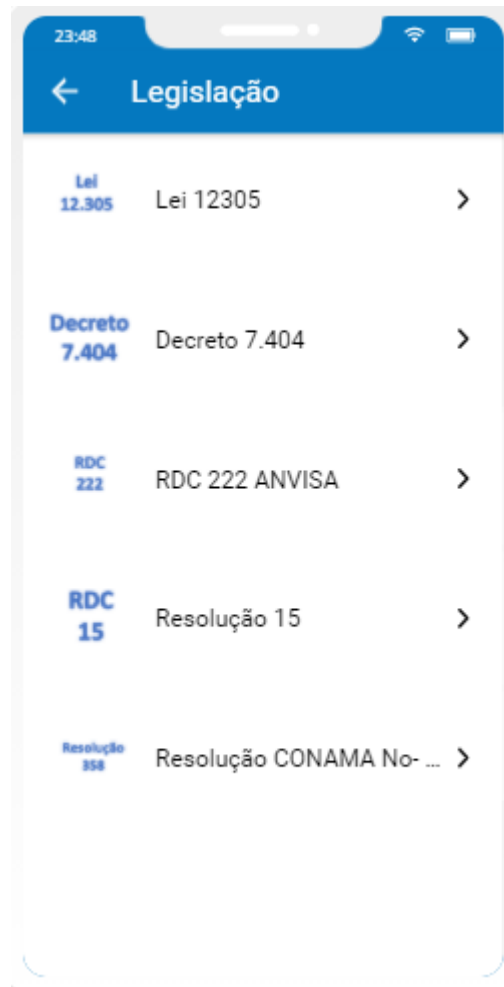 23:48
Legislação
Lei
12.305
Lei 12305
Decreto
7.404
Decreto 7.404
RDC
222
RDC 222 ANVISA
RDC
15
Resolução 15
Resolução
358
Resolução CONAMA No- ...